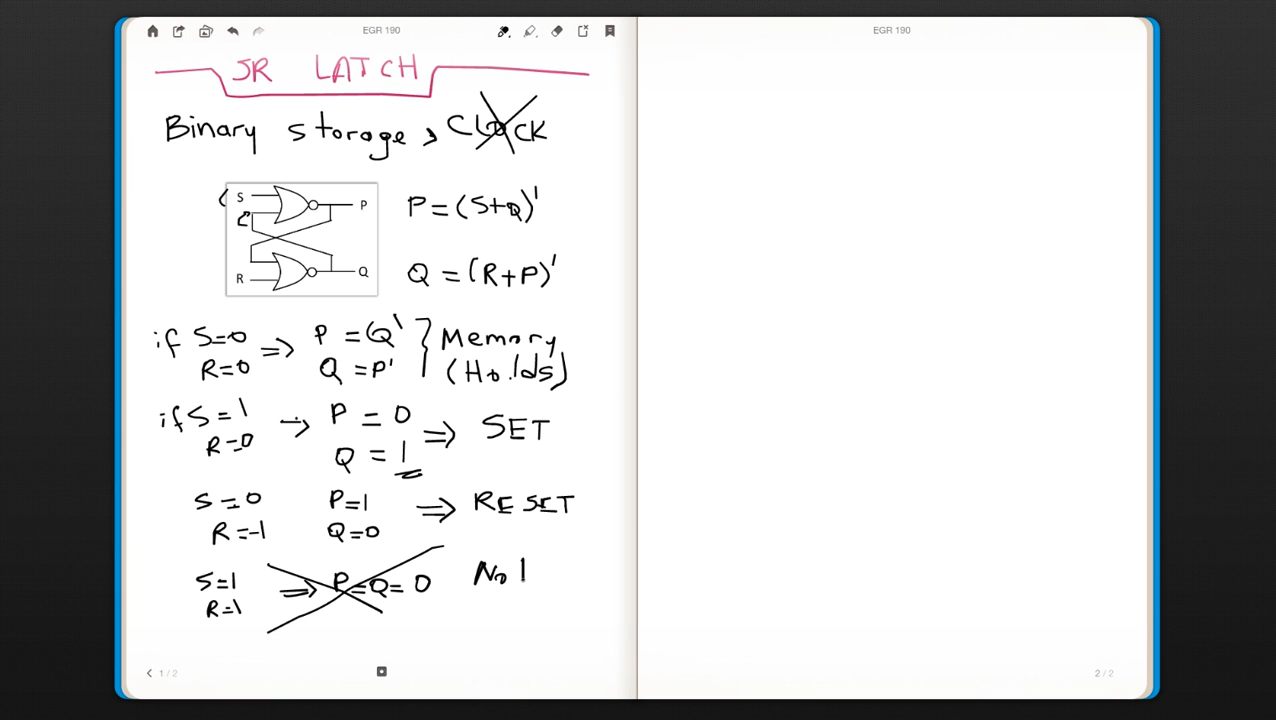 EGR 190
SR LATCH
Binary storage, CLOCK
S P P = (S+Q)'
R Q Q = (R+P)'
if S=0 => P = Q' } Memory
R=0 Q = P' (Holds)
if S=1 -> P = 0 => SET
R=0 Q = 1
S=0 P=1 => RESET
R=1 Q=0
S=1 => P=Q=0 No!
R=1
1 / 2
EGR 190
2 / 2